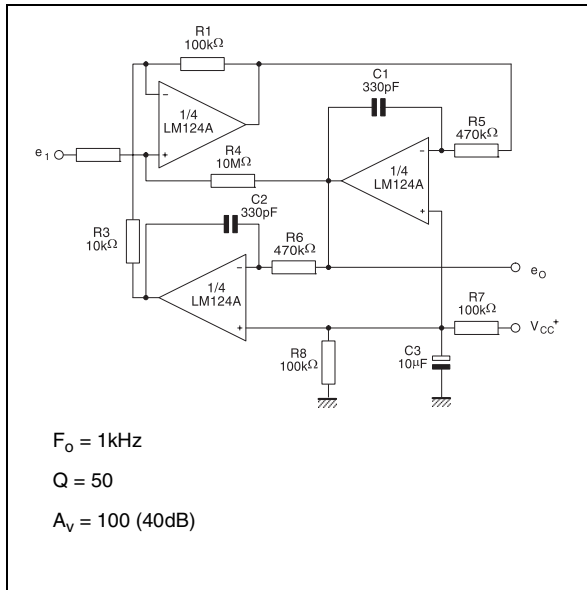 R1
100kΩ
C1
330pF
1/4
LM124A
R5
470kΩ
e1
R4
10MΩ
1/4
LM124A
R3
10kΩ
C2
330pF
R6
470kΩ
1/4
LM124A
eO
R7
100kΩ
VCC+
R8
100kΩ
C3
10μF
Fo = 1kHz
Q = 50
Av = 100 (40dB)